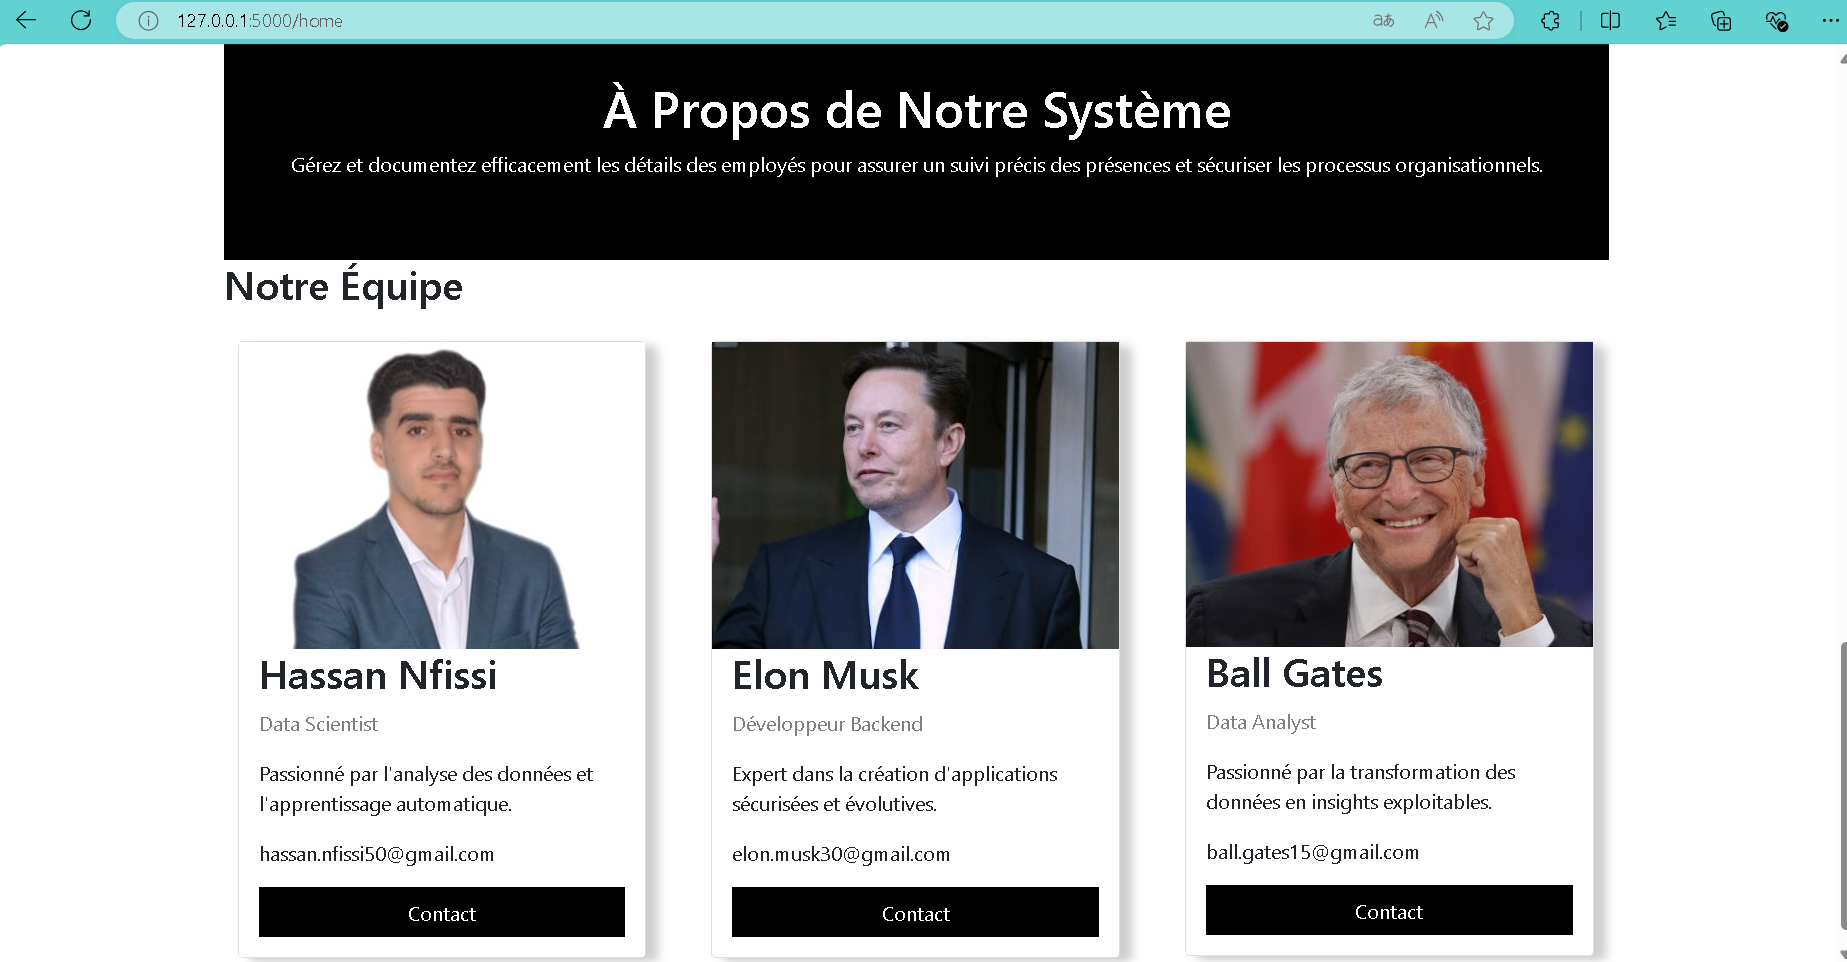 127.0.0.1:5000/home
À Propos de Notre Système
Gérez et documentez efficacement les détails des employés pour assurer un suivi précis des présences et sécuriser les processus organisationnels.
Notre Équipe
Hassan Nfissi
Data Scientist
Passionné par l'analyse des données et
l'apprentissage automatique.
hassan.nfissi50@gmail.com
Contact
Elon Musk
Développeur Backend
Expert dans la création d'applications
sécurisées et évolutives.
elon.musk30@gmail.com
Contact
Ball Gates
Data Analyst
Passionné par la transformation des
données en insights exploitables.
ball.gates15@gmail.com
Contact